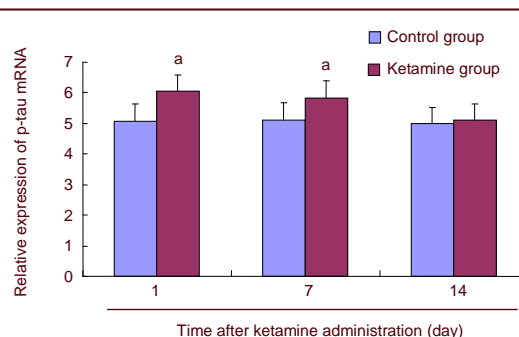 Control group
Ketamine group
Relative expression of p-tau mRNA
7
6
5
4
3
2
1
0
a
a
1 7 14
Time after ketamine administration (day)